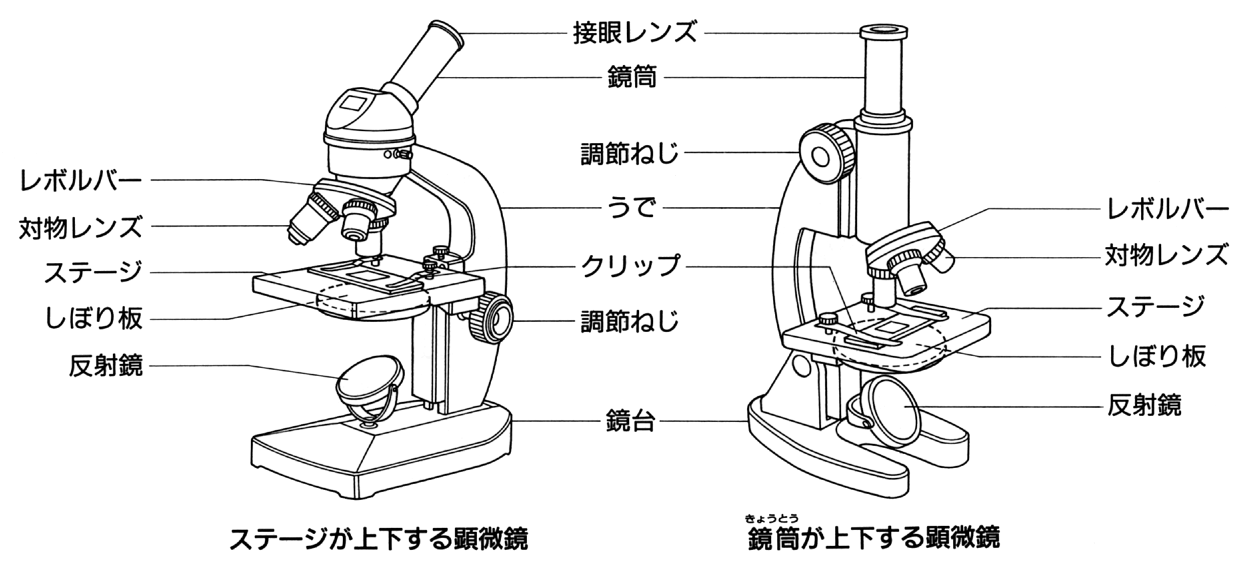 接眼レンズ
鏡筒
調節ねじ
うで
クリップ
調節ねじ
鏡台
レボルバー
対物レンズ
ステージ
しぼり板
反射鏡
レボルバー
対物レンズ
ステージ
しぼり板
反射鏡
ステージが上下する顕微鏡
きょうとう
鏡筒が上下する顕微鏡